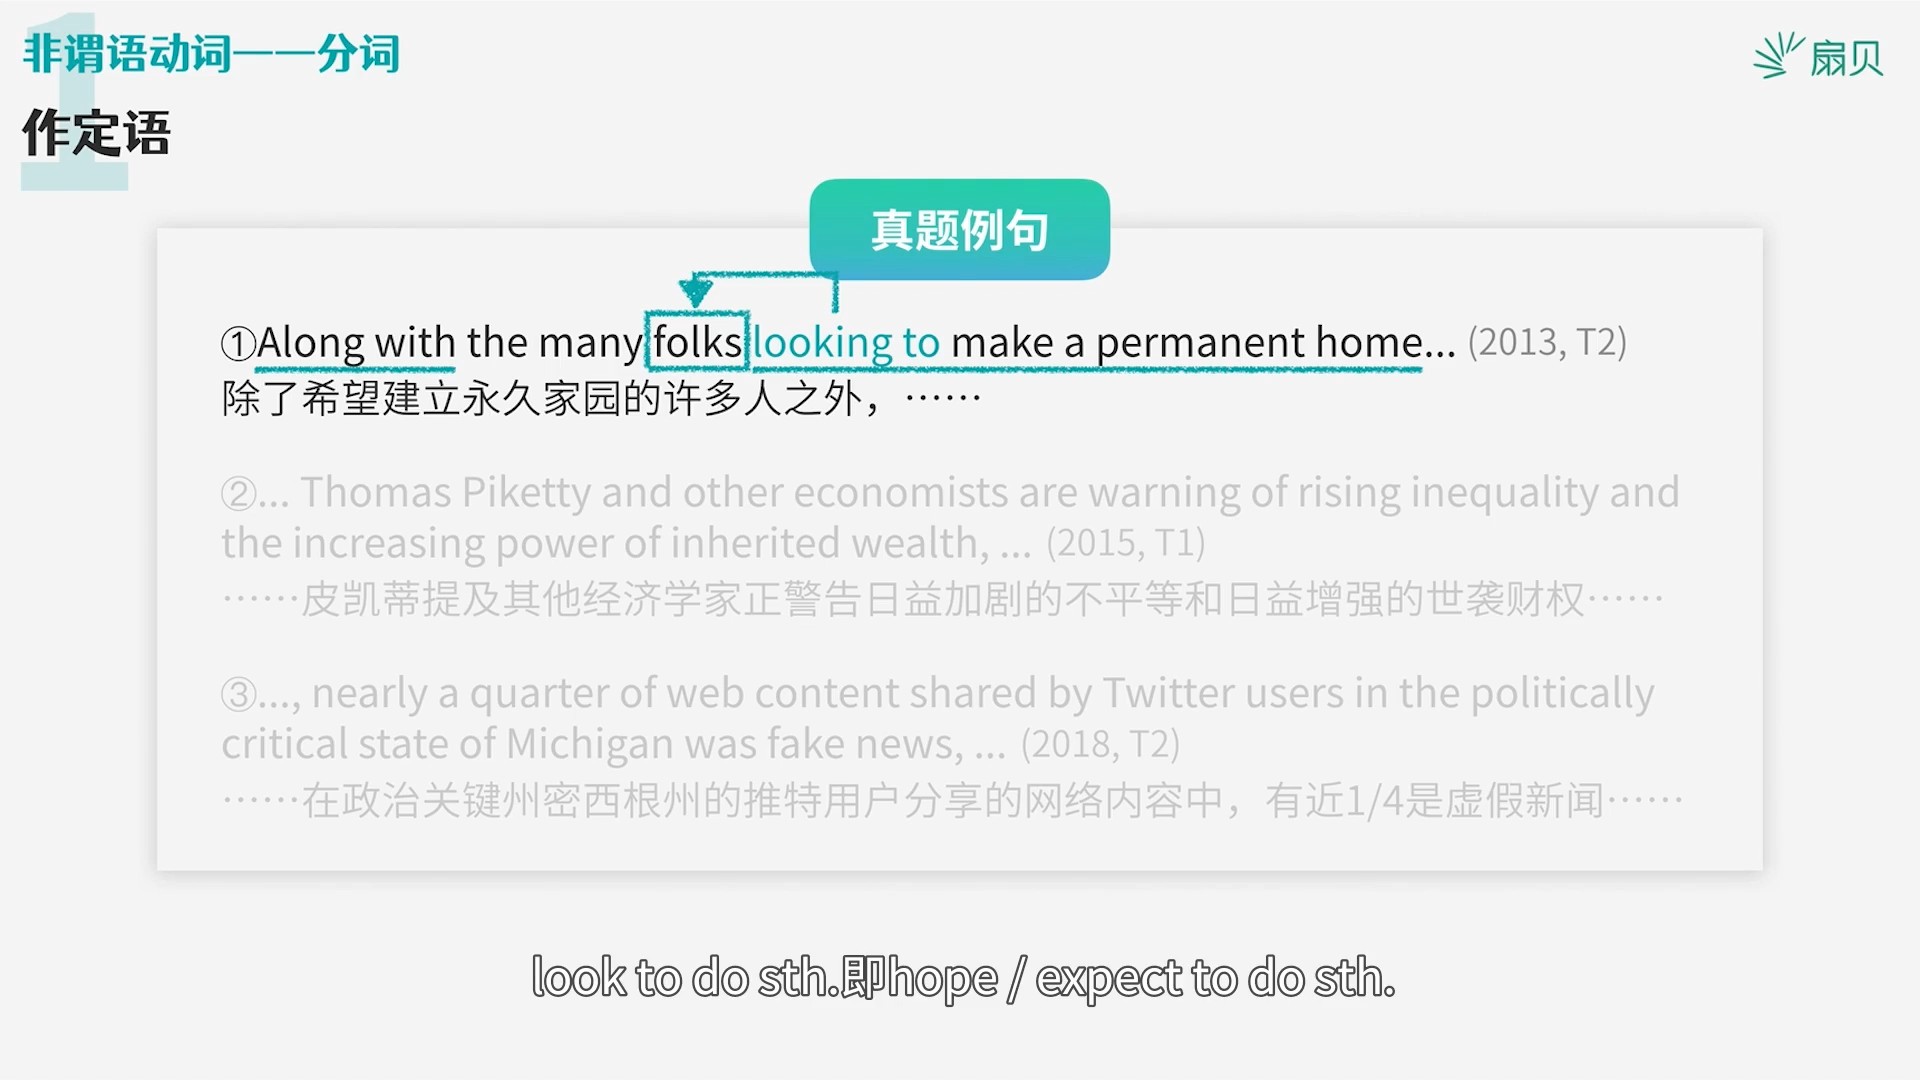 1
非谓语动词——分词
作定语
扇贝
真题例句
①Along with the many folks looking to make a permanent home... (2013, T2)
除了希望建立永久家园的许多人之外，……
②... Thomas Piketty and other economists are warning of rising inequality and
the increasing power of inherited wealth, ... (2015, T1)
……皮凯蒂提及其他经济学家正警告日益加剧的不平等和日益增强的世袭财权……
③..., nearly a quarter of web content shared by Twitter users in the politically
critical state of Michigan was fake news, ... (2018, T2)
……在政治关键州密西根州的推特用户分享的网络内容中，有近1/4是虚假新闻……
look to do sth.即hope / expect to do sth.